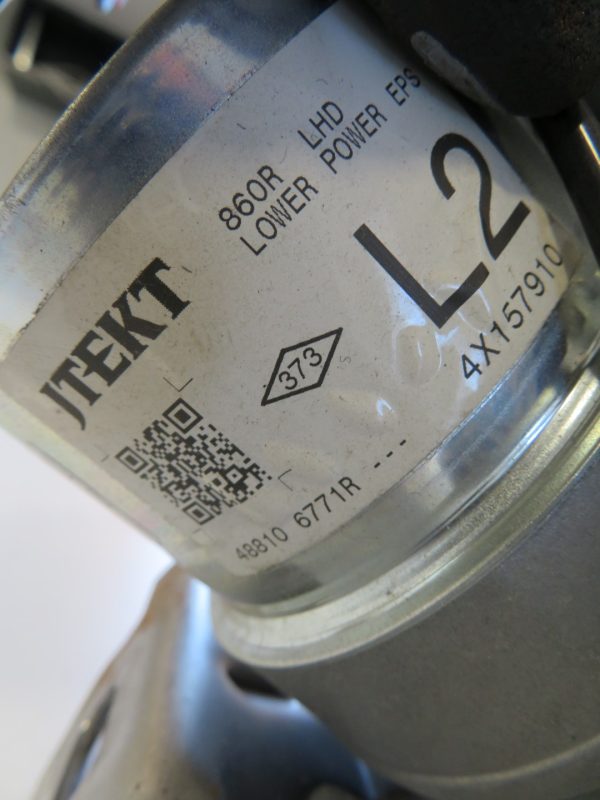 860R LHD
LOWER POWER EPS
L2
JTEKT
373
4X157910
48810 6771R ---